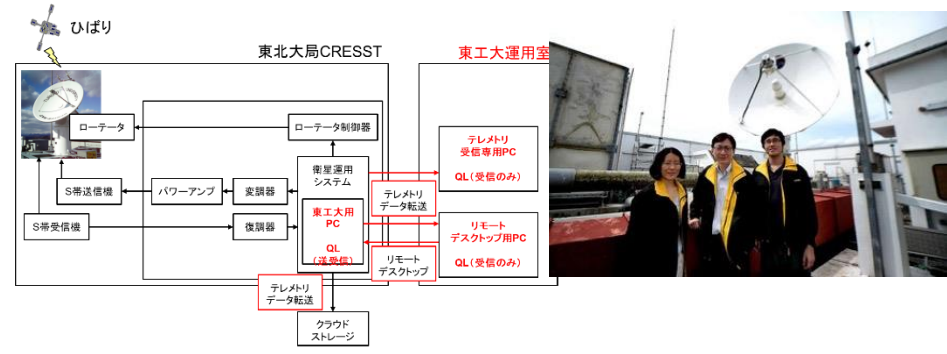 ひばり
東北大局CRESST
東工大運用室
ローテータ
ローテータ制御器
テレメトリ
受信専用PC
QL(受信のみ)
衛星運用
システム
S帯送信機
パワーアンプ
変調器
テレメトリ
データ転送
東工大用
PC
QL
(送受信)
リモート
デスクトップ用PC
QL(受信のみ)
S帯受信機
復調器
リモート
デスクトップ
テレメトリ
データ転送
クラウド
ストレージ